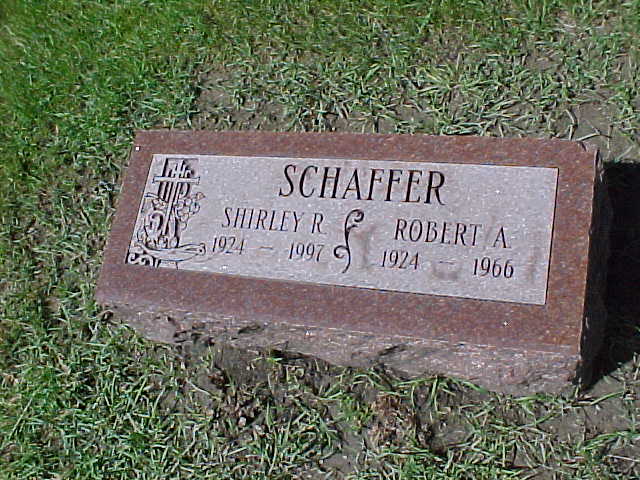 SCHAFFER
SHIRLEY R. ROBERT A.
1924 — 1997 1924 — 1966